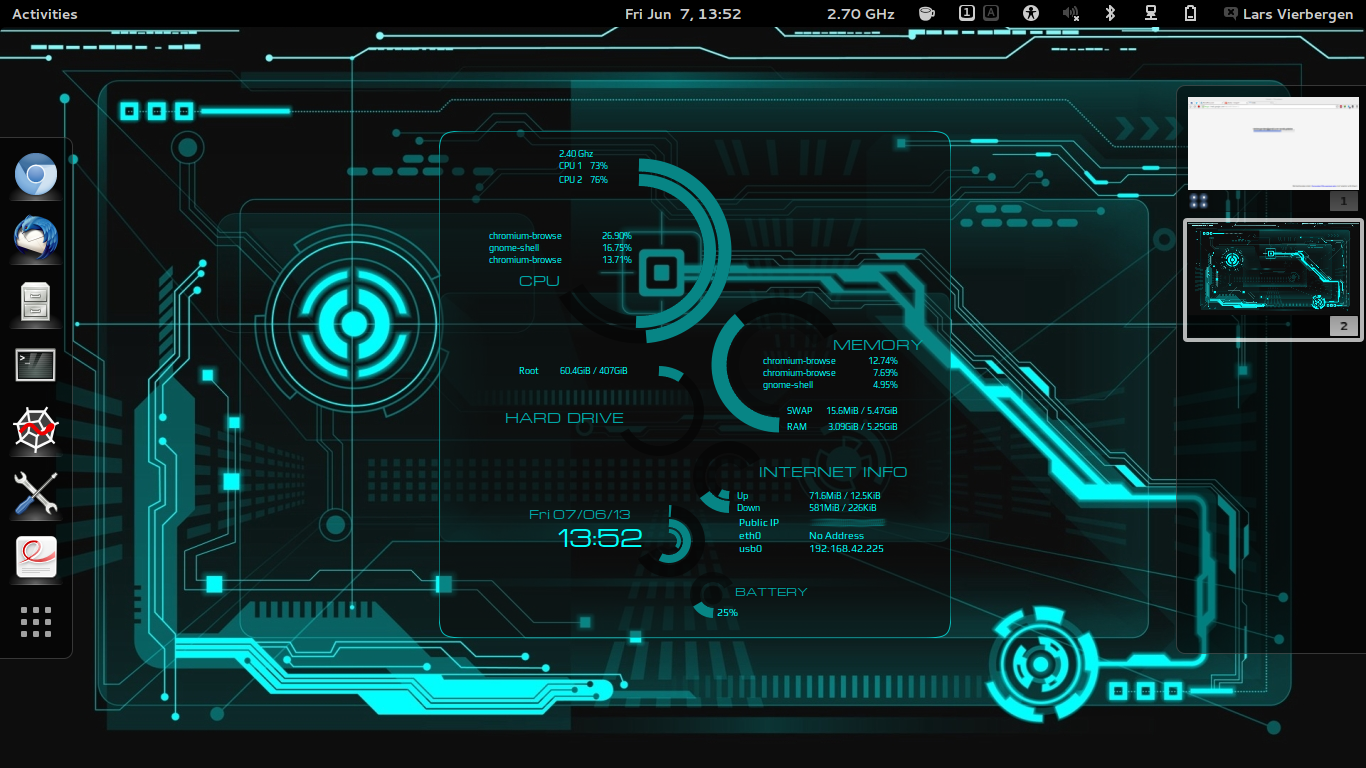 Activities
Fri Jun 7, 13:52
2.70 GHz
1
A
Lars Vierbergen
1
2
2.40 Ghz
CPU 1 73%
CPU 2 76%
chromium-browse 26.90%
gnome-shell 16.75%
chromium-browse 13.71%
CPU
MEMORY
chromium-browse 12.74%
chromium-browse 7.69%
gnome-shell 4.95%
Root 60.4GiB / 407GiB
HARD DRIVE
SWAP 15.6MiB / 5.47GiB
RAM 3.09GiB / 5.25GiB
INTERNET INFO
Up 71.6MiB / 12.5KiB
Down 581MiB / 226KiB
Public IP
eth0 No Address
usb0 192.168.42.225
Fri 07/06/13
13:52
BATTERY
25%